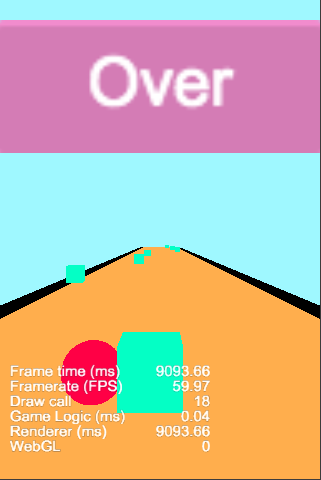 Over
Frame time (ms) 9093.66
Framerate (FPS) 59.97
Draw call 18
Game Logic (ms) 0.04
Renderer (ms) 9093.66
WebGL 0